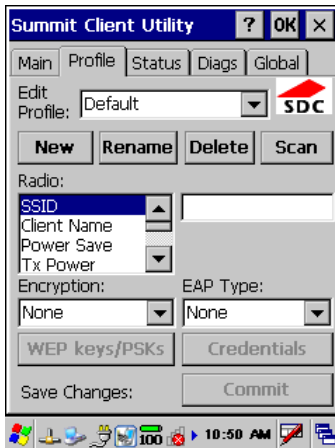 Summit Client Utility ? OK ×
Main Profile Status Diags Global
Edit Profile: Default
SDC
New Rename Delete Scan
Radio:
SSID
Client Name
Power Save
Tx Power
Encryption: EAP Type:
None None
WEP keys/PSKs Credentials
Save Changes: Commit
100 10:50 AM